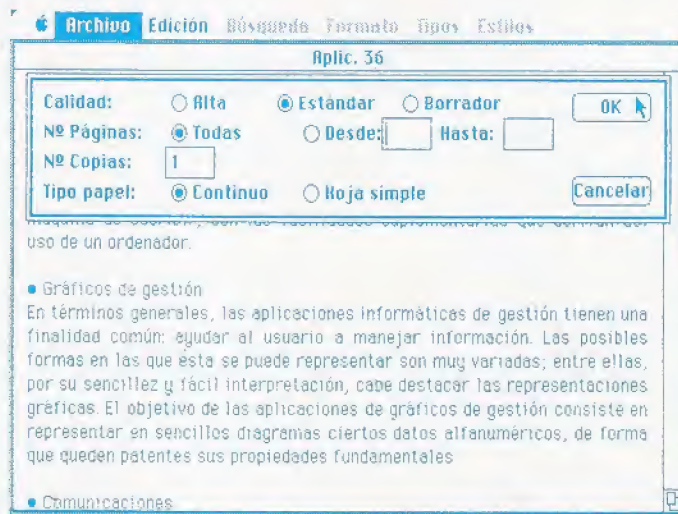 Archivo Edición Búsqueda Formato Tipos Estilos
Aplic. 36
Calidad: Alta Estándar Borrador OK
Nº Páginas: Todas Desde: Hasta:
Nº Copias: 1
Tipo papel: Continuo Hoja simple Cancelar
uso de un ordenador.
• Gráficos de gestión
En términos generales, las aplicaciones informáticas de gestión tienen una
finalidad común: ayudar al usuario a manejar información. Las posibles
formas en las que ésta se puede representar son muy variadas; entre ellas,
por su sencillez y fácil interpretación, cabe destacar las representaciones
gráficas. El objetivo de las aplicaciones de gráficos de gestión consiste en
representar en sencillos diagramas ciertos datos alfanuméricos, de forma
que queden patentes sus propiedades fundamentales
• Comunicaciones